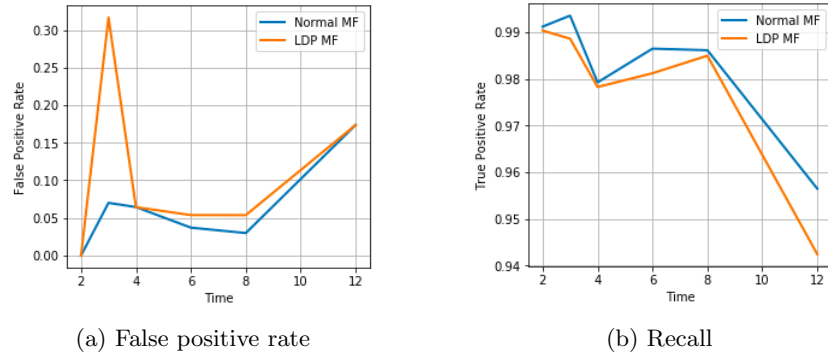 Normal MF
LDP MF
0.30
0.25
0.20
0.15
0.10
0.05
0.00
False Positive Rate
2 4 6 8 10 12
Time
(a) False positive rate
Normal MF
LDP MF
0.99
0.98
0.97
0.96
0.95
0.94
True Positive Rate
2 4 6 8 10 12
Time
(b) Recall